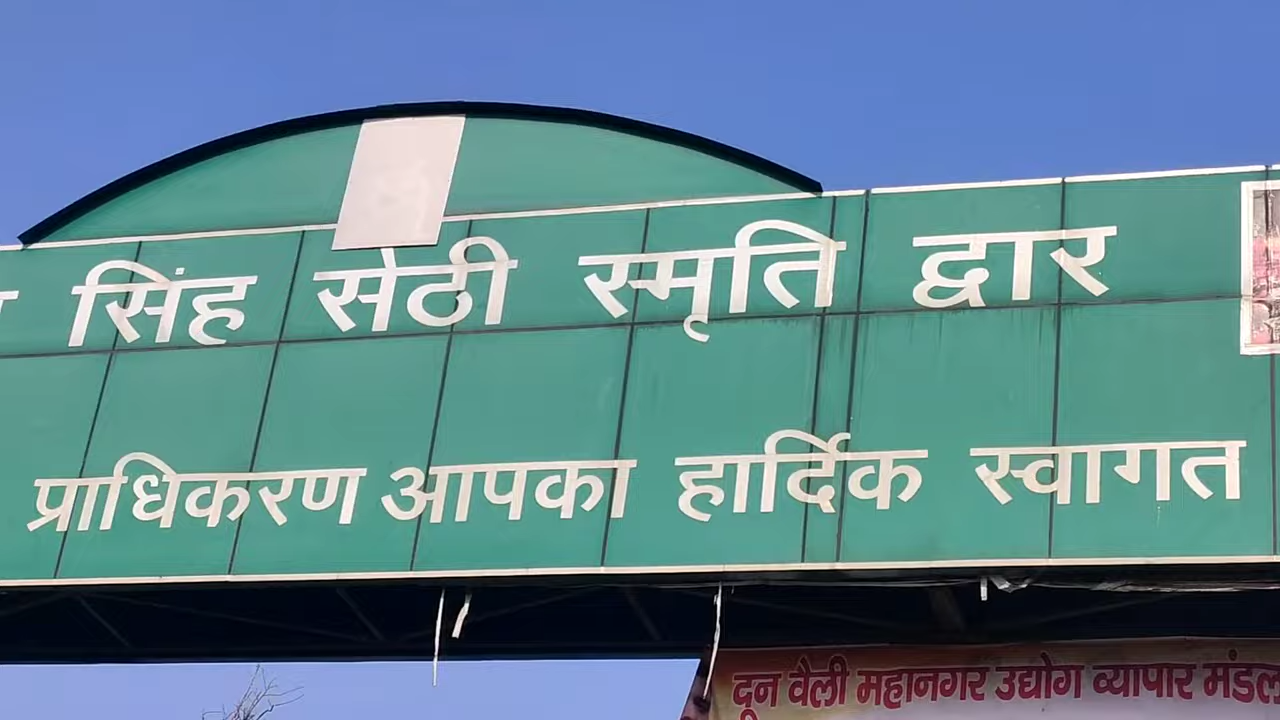 सिंह सेठी स्मृति द्वार
प्राधिकरण आपका हार्दिक स्वागत
दून वैली महानगर उद्योग व्यापार मंडल